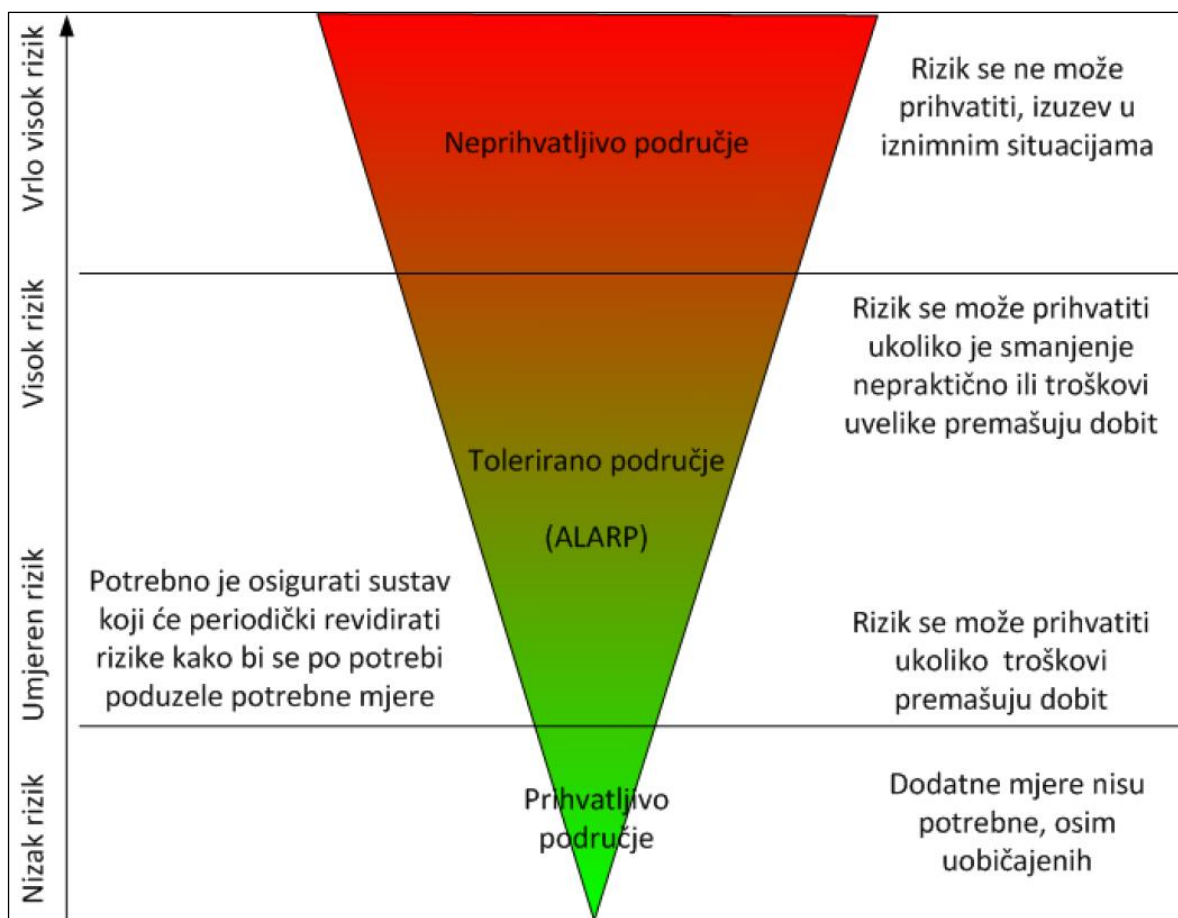 Vrlo visok rizik
Neprihvatljivo područje
Rizik se ne može
prihvatiti, izuzev u
iznimnim situacijama
Visok rizik
Rizik se može prihvatiti
ukoliko je smanjenje
nepraktično ili troškovi
uvelike premašuju dobit
Tolerirano područje
(ALARP)
Umjeren rizik
Potrebno je osigurati sustav
koji će periodički revidirati
rizike kako bi se po potrebi
poduzele potrebne mjere
Rizik se može prihvatiti
ukoliko troškovi
premašuju dobit
Nizak rizik
Prihvatljivo
područje
Dodatne mjere nisu
potrebne, osim
uobičajenih